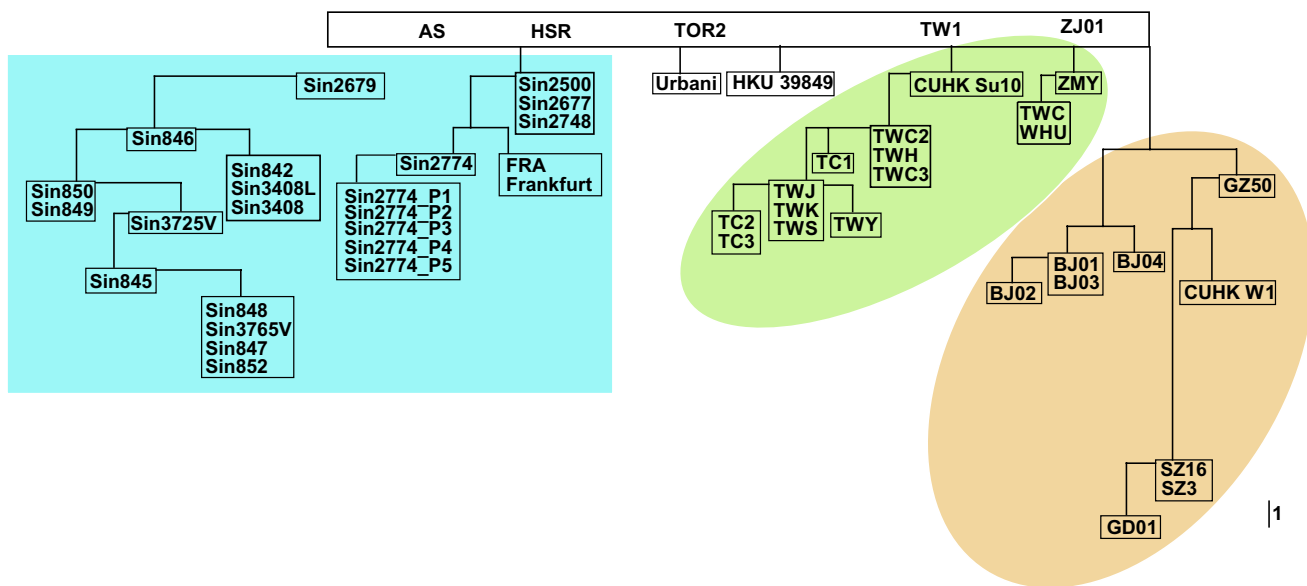 AS HSR TOR2 TW1 ZJ01
Sin2679
Sin846
Sin842
Sin3408L
Sin3408
Sin850
Sin849
Sin3725V
Sin845
Sin848
Sin3765V
Sin847
Sin852
Sin2500
Sin2677
Sin2748
Sin2774
FRA
Frankfurt
Sin2774_P1
Sin2774_P2
Sin2774_P3
Sin2774_P4
Sin2774_P5
Urbani
HKU 39849
CUHK Su10
ZMY
TWC
WHU
TWC2
TWH
TWC3
TC1
TWJ
TWK
TWS
TC2
TC3
TWY
GZ50
BJ01
BJ03
BJ04
BJ02
CUHK W1
SZ16
SZ3
GD01
1